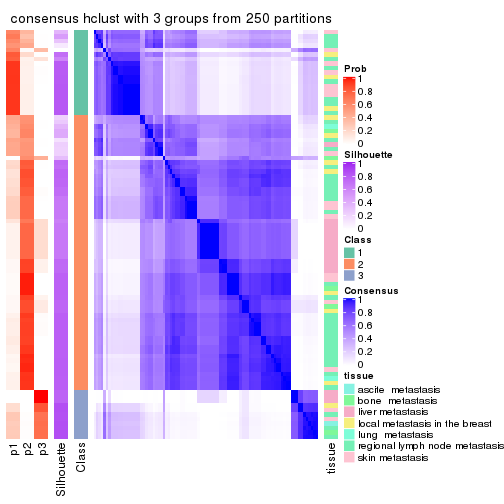 consensus hclust with 3 groups from 250 partitions
Prob
1
0.8
0.6
0.4
0.2
0
Silhouette
1
0.8
0.6
0.4
0.2
0
Class
1
2
3
Consensus
1
0.8
0.6
0.4
0.2
0
tissue
ascite metastasis
bone metastasis
liver metastasis
local metastasis in the breast
lung metastasis
regional lymph node metastasis
skin metastasis
p1
p2
p3
Silhouette
Class
tissue